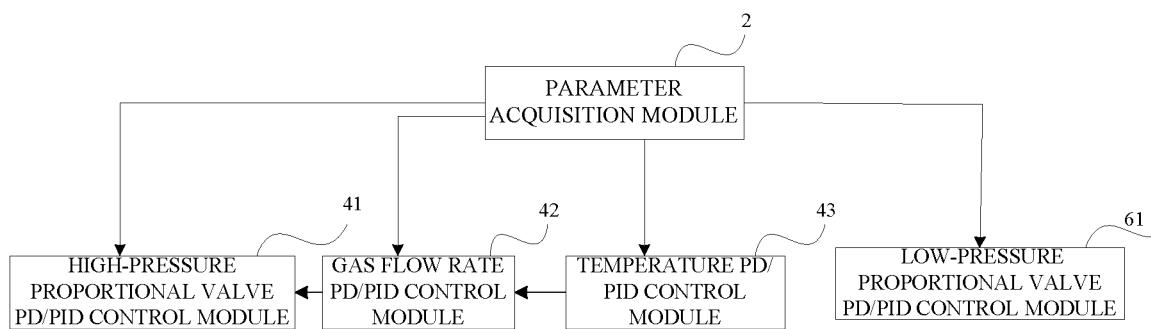 2
PARAMETER
ACQUISITION MODULE
41
42
43
61
HIGH-PRESSURE
PROPORTIONAL VALVE
PD/PID CONTROL MODULE
GAS FLOW RATE
PD/PID CONTROL
MODULE
TEMPERATURE PD/
PID CONTROL
MODULE
LOW-PRESSURE
PROPORTIONAL VALVE
PD/PID CONTROL MODULE